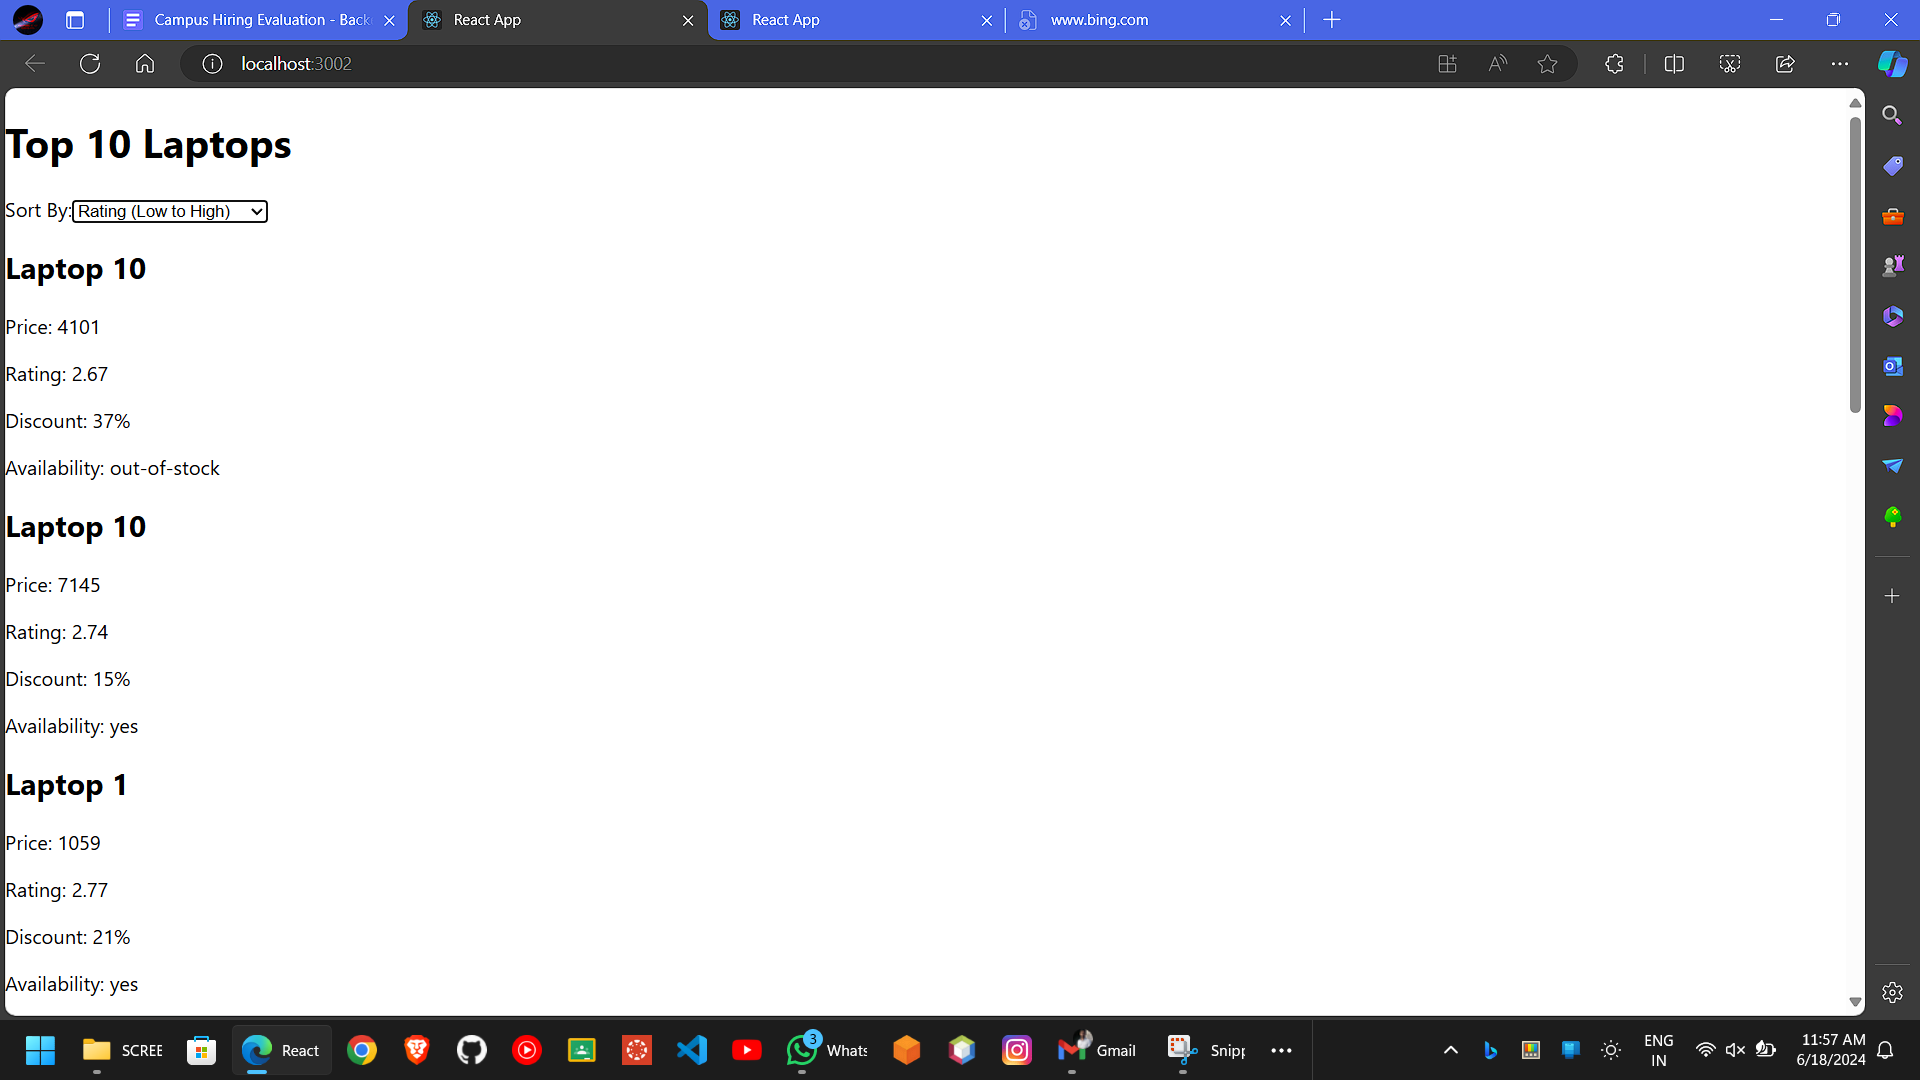 Campus Hiring Evaluation - Back
React App
React App
www.bing.com
localhost:3002
Top 10 Laptops
Sort By: Rating (Low to High)
Laptop 10
Price: 4101
Rating: 2.67
Discount: 37%
Availability: out-of-stock
Laptop 10
Price: 7145
Rating: 2.74
Discount: 15%
Availability: yes
Laptop 1
Price: 1059
Rating: 2.77
Discount: 21%
Availability: yes
SCREE
React
3
Whats
Gmail
Snipp
ENG
IN
11:57 AM
6/18/2024